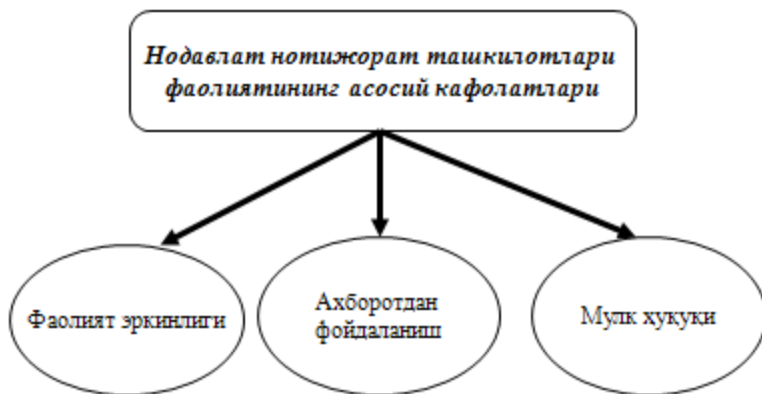 Нодавлат нотижорат ташкилотлари
фаолиятининг асосий кафолатлари
Фаолият эркинлиги
Ахборотдан
фойдаланиш
Мулк ҳуқуқи